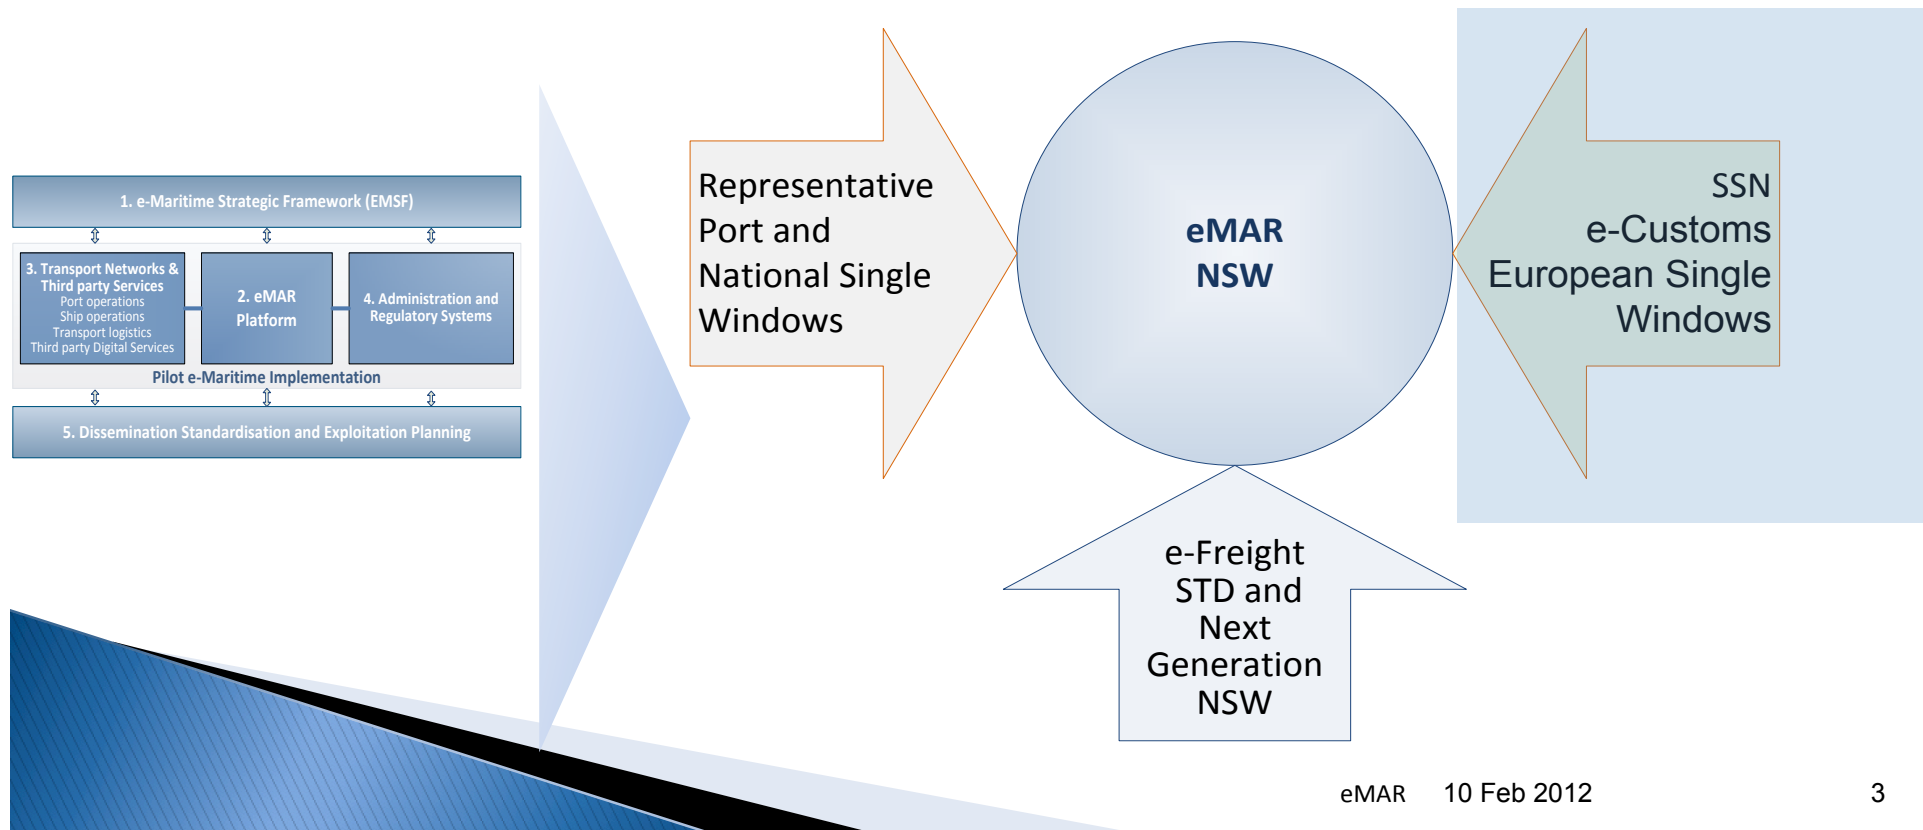 1. e-Maritime Strategic Framework (EMSF)
3. Transport Networks &
Third party Services
Port operations
Ship operations
Transport logistics
Third party Digital Services
2. eMAR
Platform
4. Administration and
Regulatory Systems
Pilot e-Maritime Implementation
5. Dissemination Standardisation and Exploitation Planning
Representative
Port and
National Single
Windows
eMAR
NSW
SSN
e-Customs
European Single
Windows
e-Freight
STD and
Next
Generation
NSW
eMAR 10 Feb 2012 3